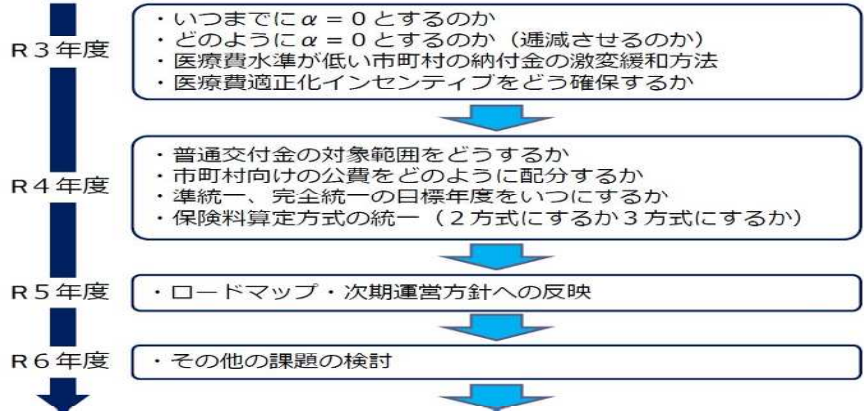 R3年度
・いつまでにα=0とするのか
・どのようにα=0とするのか（逓減させるのか）
・医療費水準が低い市町村の納付金の激変緩和方法
・医療費適正化インセンティブをどう確保するか
R4年度
・普通交付金の対象範囲をどうするか
・市町村向けの公費をどのように配分するか
・準統一、完全統一の目標年度をいつにするか
・保険料算定方式の統一（２方式にするか３方式にするか）
R5年度
・ロードマップ・次期運営方針への反映
R6年度
・その他の課題の検討